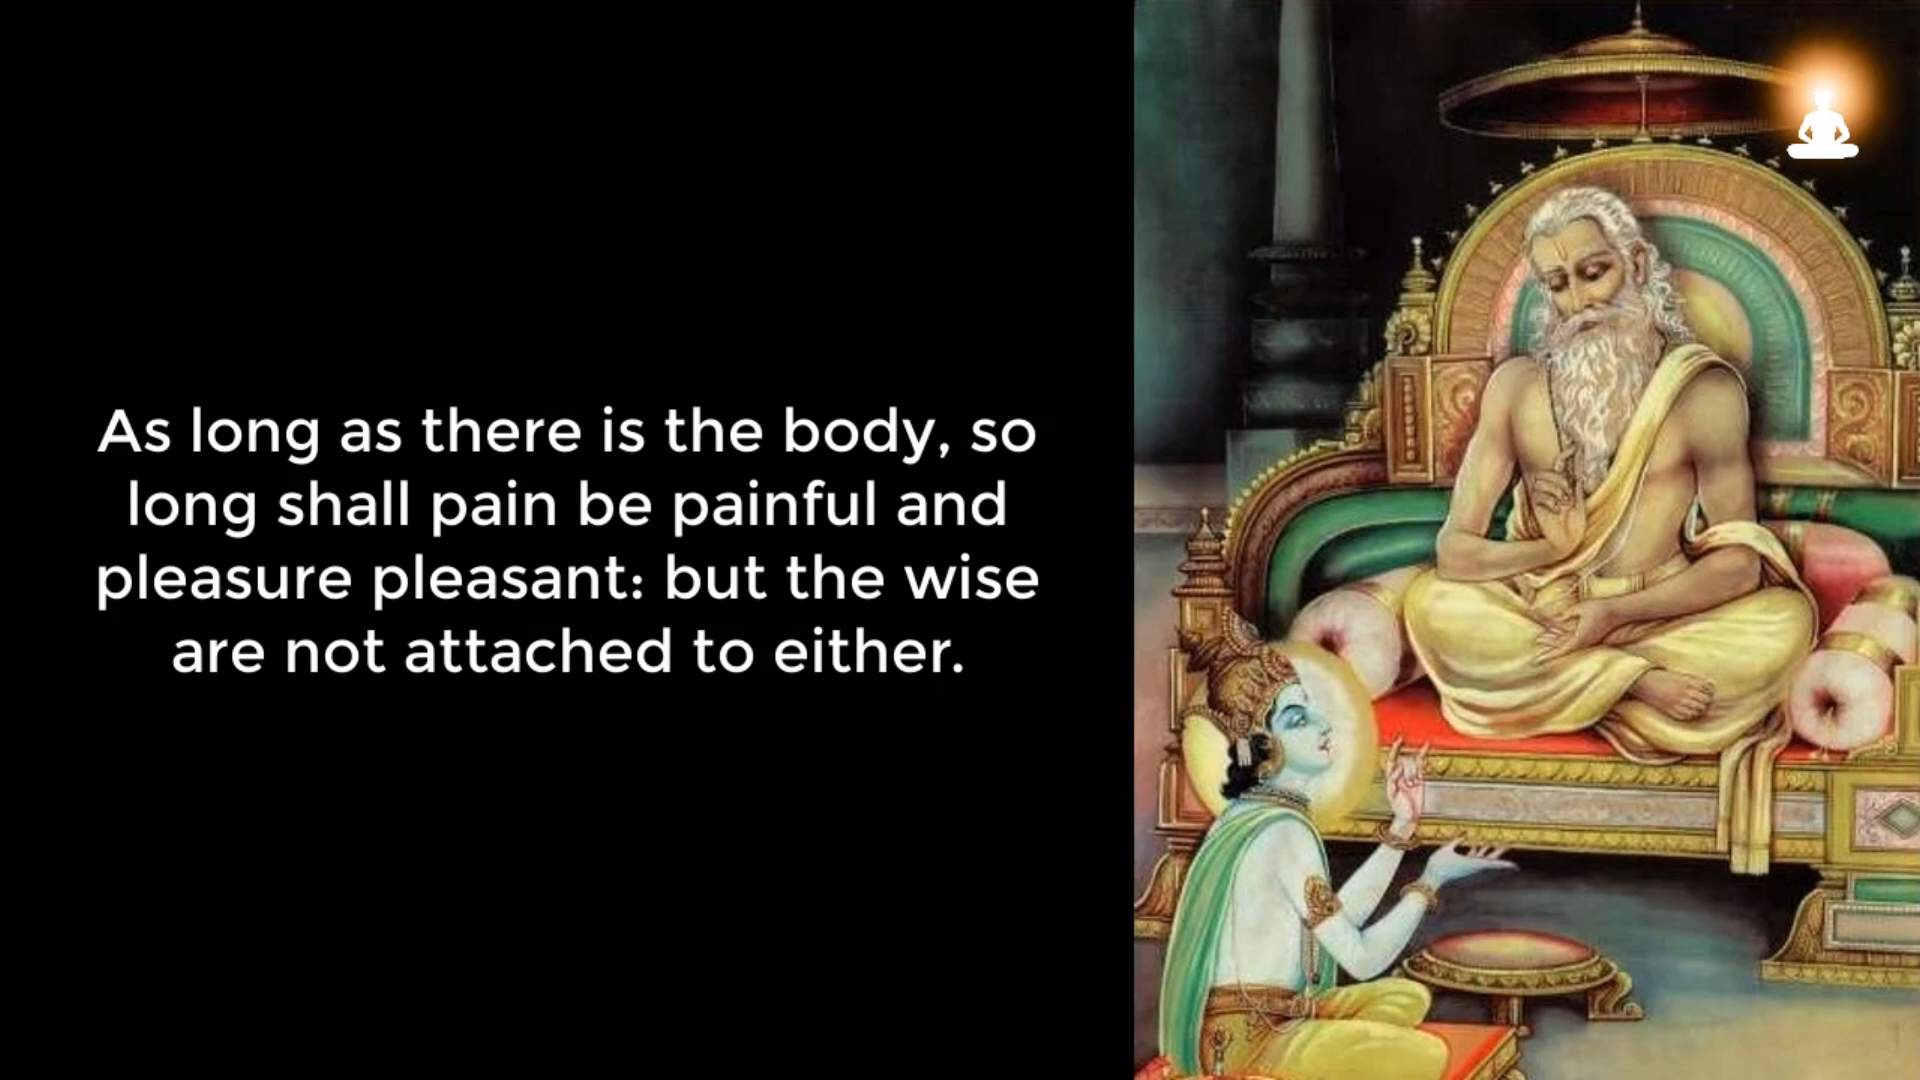 As long as there is the body, so
long shall pain be painful and
pleasure pleasant: but the wise
are not attached to either.